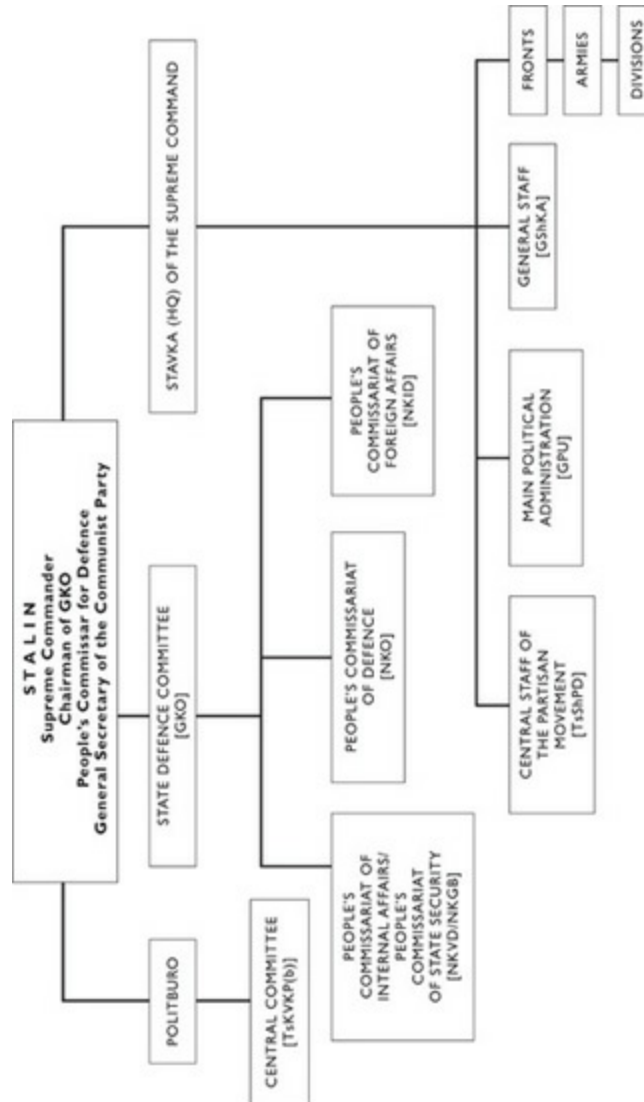 STALIN
Supreme Commander
Chairman of GKO
People's Commissar for Defence
General Secretary of the Communist Party
POLITBURO
STATE DEFENCE COMMITTEE
[GKO]
STAVKA (HQ) OF THE SUPREME COMMAND
CENTRAL COMMITTEE
[TsKVKP(b)]
PEOPLE'S
COMMISSARIAT OF
INTERNAL AFFAIRS/
PEOPLE'S
COMMISSARIAT
OF STATE SECURITY
[NKVD/NKGB]
PEOPLE'S COMMISSARIAT
OF DEFENCE
[NKO]
PEOPLE'S
COMMISSARIAT OF
FOREIGN AFFAIRS
[NKID]
CENTRAL STAFF OF
THE PARTISAN
MOVEMENT
[TsShPD]
MAIN POLITICAL
ADMINISTRATION
[GPU]
GENERAL STAFF
[GShKA]
FRONTS
ARMIES
DIVISIONS